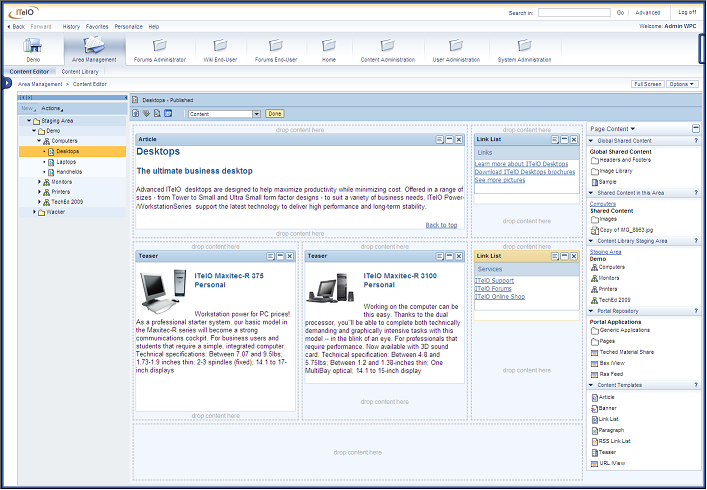 ITelO
Search in: Go Advanced Log off
Back Forward History Favorites Personalize Help Welcome: Admin WPC
Demo Area Management Forums Administrator Wiki End-User Forums End-User Home Content Administration User Administration System Administration
Content Editor Content Library
Area Management > Content Editor Full Screen Options
New Actions
Staging Area
Demo
Computers
Desktops
Laptops
Handhelds
Monitors
Printers
TechEd 2009
Wacker
Desktops - Published
Content Done
drop content here
drop content here
Article
Desktops
The ultimate business desktop
Advanced ITelO desktops are designed to help maximize productivity while minimizing cost. Offered in a range of
sizes - from Tower to Small and Ultra Small form factor designs - to suit a variety of business needs, ITelO Power-
/WorkstationSeries support the latest technology to deliver high performance and long-term stability.
Back to top
drop content here
Link List
Links
Learn more about ITelO Desktops
Download ITelO Desktops brochures
See more pictures
drop content here
drop content here
drop content here
drop content here
Teaser
ITelO Maxitec-R 375
Personal
Workstation power for PC prices!
As a professional starter system, our basic model in
the Maxitec-R series will become a strong
communications cockpit. For business users and
students that require a simple, integrated computer.
Technical specifications: Between 7.07 and 9.5lbs;
1.73-1.9 inches thin. 2-3 spindles (fixed); 14.1 to 17-
inch displays
drop content here
Teaser
ITelO Maxitec-R 3100
Personal
Working on the computer can be
this easy. Thanks to the dual
processor, you'll be able to complete both technically
demanding and graphically intensive tasks with this
model -- in the blink of an eye. For professionals that
require performance. Now available with 3D sound
card. Technical specification: Between 4.8 and
5.75lbs; Between 1.2 and 1.38-inches thin; One
MultiBay optical; 14.1 to 15-inch display
drop content here
Link List
Services
ITelO Support
ITelO Forums
ITelO Online Shop
drop content here
drop content here
Page Content
Global Shared Content ?
Global Shared Content
Headers and Footers
Image Library
Sample
Shared Content in this Area ?
Computers
Shared Content
Images
Copy of IMG_8963.jpg
Content Library Staging Area ?
Staging Area
Demo
Computers
Monitors
Printers
TechEd 2009
Portal Repository ?
Portal Applications
Generic Applications
Pages
Teched Material Share
Box iView
Rss Feed
Content Templates ?
Article
Banner
Link List
Paragraph
RSS Link List
Teaser
URL iView